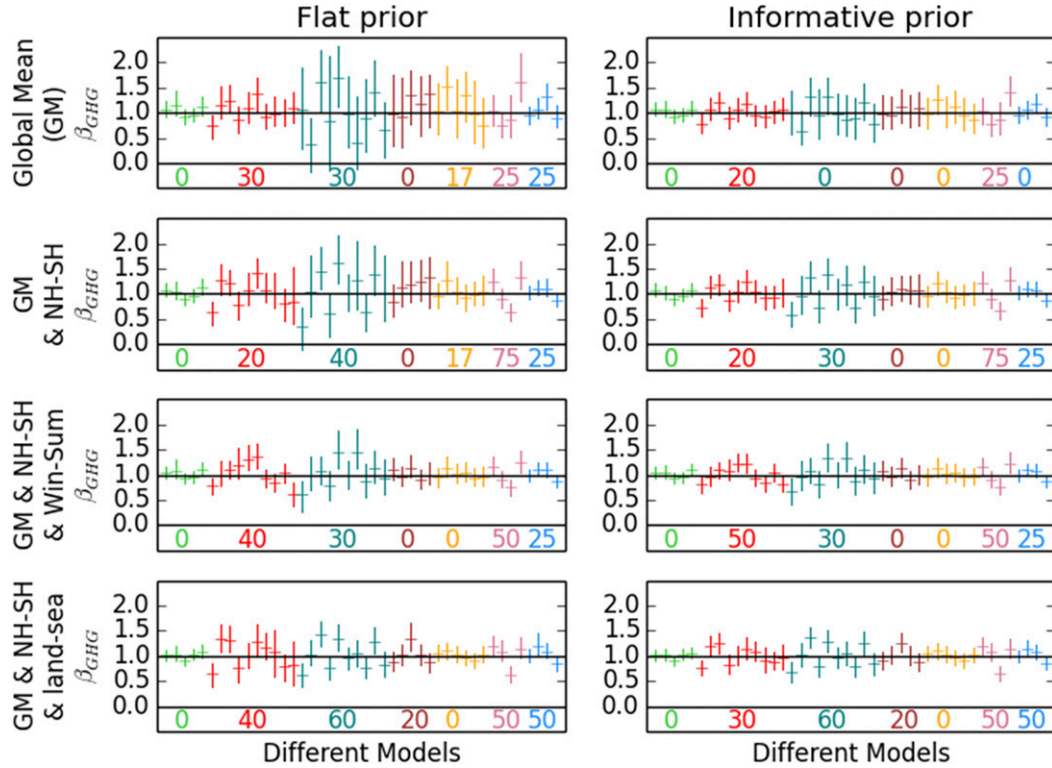 Flat prior
Informative prior
Global Mean
(GM)
β_GHG
2.0
1.5
1.0
0.5
0.0
0 30 30 0 17 25 25
2.0
1.5
1.0
0.5
0.0
0 20 0 0 0 25 0
GM
& NH-SH
β_GHG
2.0
1.5
1.0
0.5
0.0
0 20 40 0 17 75 25
2.0
1.5
1.0
0.5
0.0
0 20 30 0 0 75 25
GM & NH-SH
& Win-Sum
β_GHG
2.0
1.5
1.0
0.5
0.0
0 40 30 0 0 50 25
2.0
1.5
1.0
0.5
0.0
0 50 30 0 0 50 25
GM & NH-SH
& land-sea
β_GHG
2.0
1.5
1.0
0.5
0.0
0 40 60 20 0 50 50
2.0
1.5
1.0
0.5
0.0
0 30 60 20 0 50 50
Different Models
Different Models